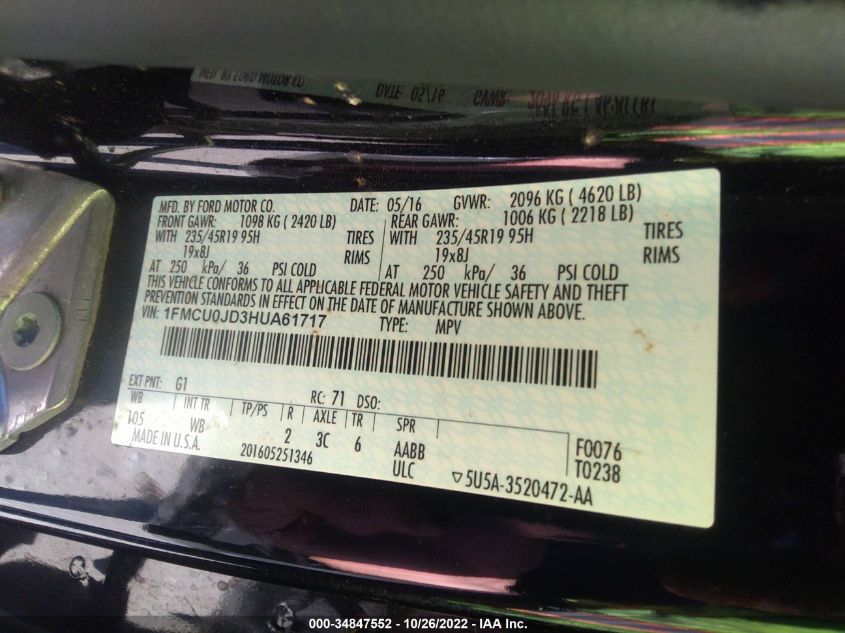 MFD. BY FORD MOTOR CO. DATE: 05/16 GVWR: 2096 KG ( 4620 LB)
FRONT GAWR: 1098 KG ( 2420 LB) REAR GAWR: 1006 KG ( 2218 LB)
WITH 235/45R19 95H TIRES WITH 235/45R19 95H TIRES
19x8J RIMS 19x8J RIMS
AT 250 kPa/ 36 PSI COLD AT 250 kPa/ 36 PSI COLD
THIS VEHICLE CONFORMS TO ALL APPLICABLE FEDERAL MOTOR VEHICLE SAFETY AND THEFT
PREVENTION STANDARDS IN EFFECT ON THE DATE OF MANUFACTURE SHOWN ABOVE.
VIN: 1FMCU0JD3HUA61717 TYPE: MPV
EXT PNT: G1 RC: 71 DSO:
WB INT TR TP/PS R AXLE TR SPR
105 WB 2 3C 6 AABB F0076
MADE IN U.S.A. 201605251346 ULC T0238
5U5A-3520472-AA
000-34847552 - 10/26/2022 - IAA Inc.